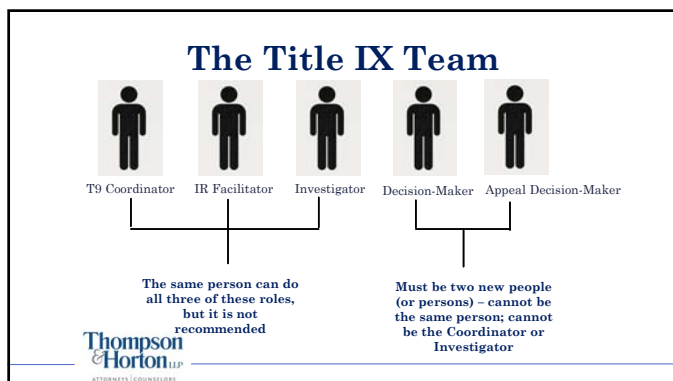 The Title IX Team
T9 Coordinator
IR Facilitator
Investigator
Decision-Maker
Appeal Decision-Maker
The same person can do
all three of these roles,
but it is not
recommended
Must be two new people
(or persons) – cannot be
the same person; cannot
be the Coordinator or
Investigator
Thompson
& Horton LLP
ATTORNEYS | COUNSELORS